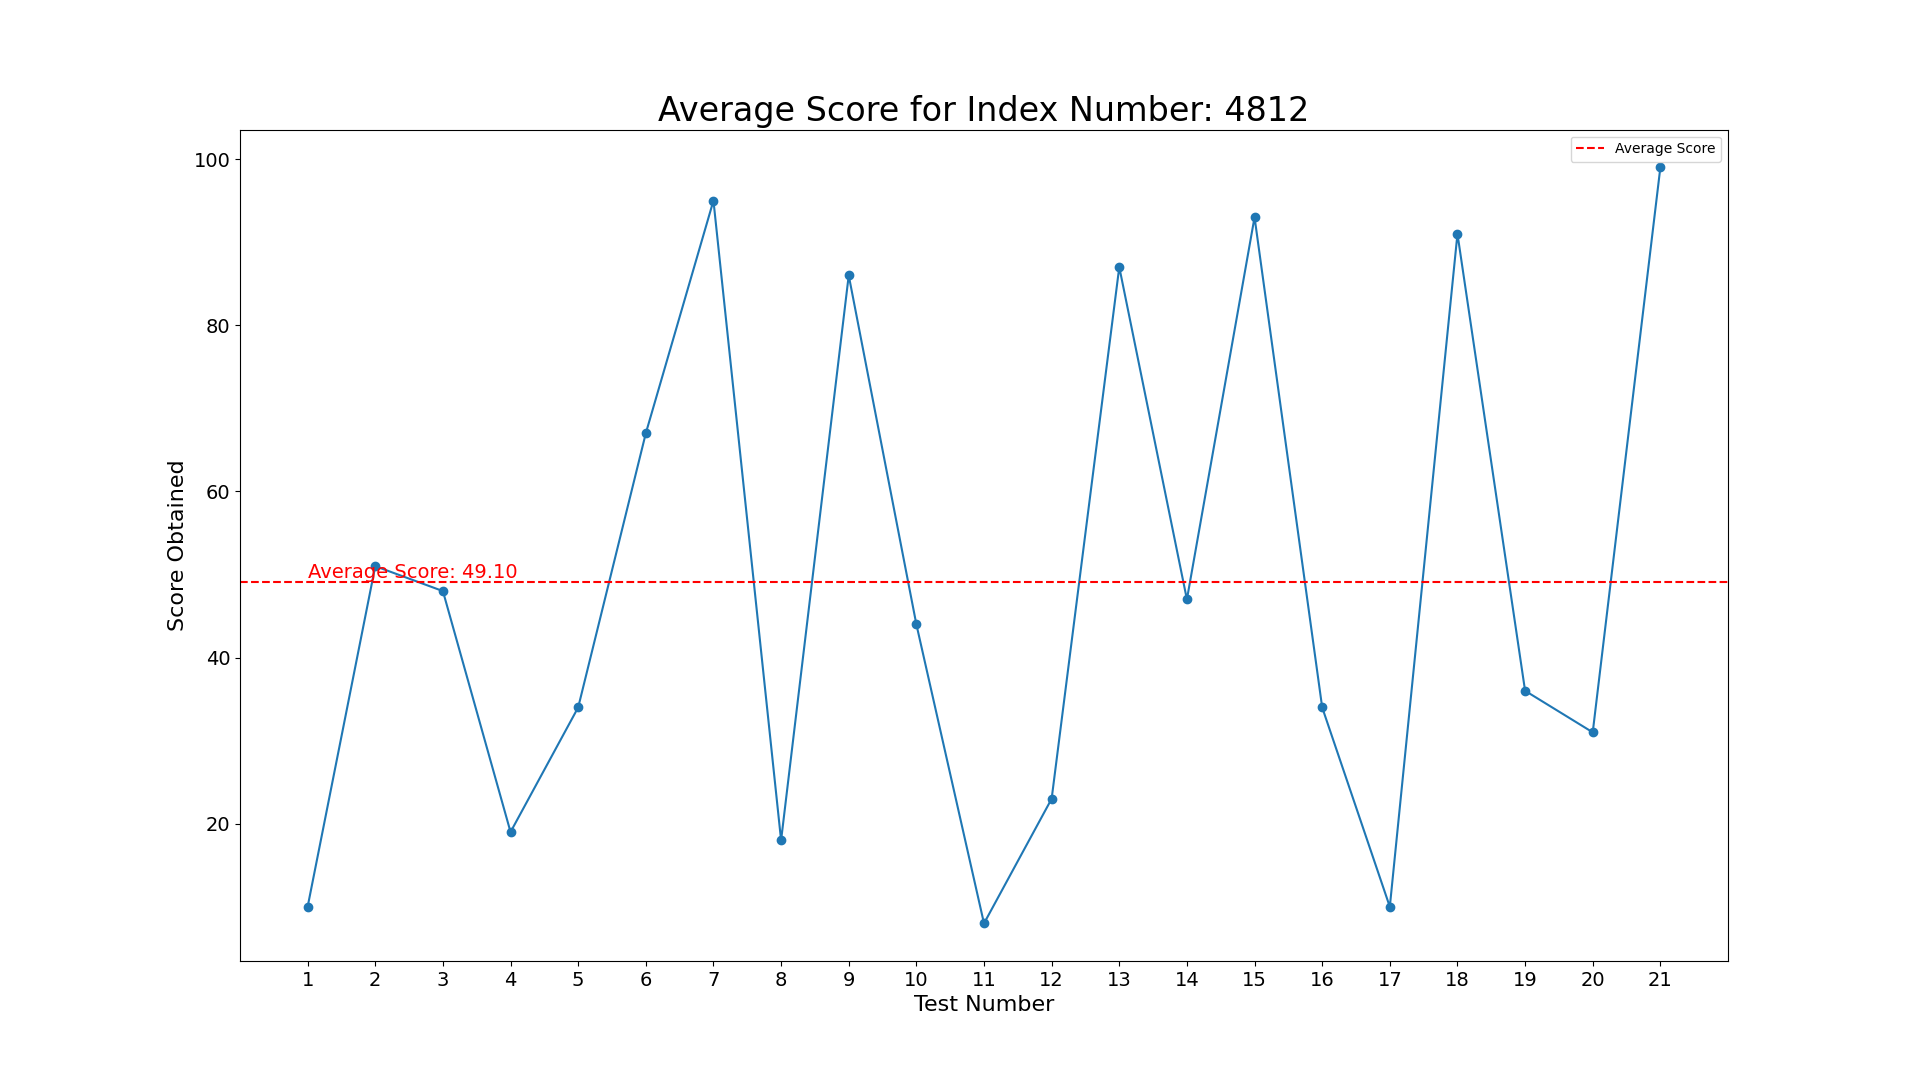 Average Score for Index Number: 4812
Average Score
100
80
60
40
20
Score Obtained
Average Score: 49.10
1 2 3 4 5 6 7 8 9 10 11 12 13 14 15 16 17 18 19 20 21
Test Number